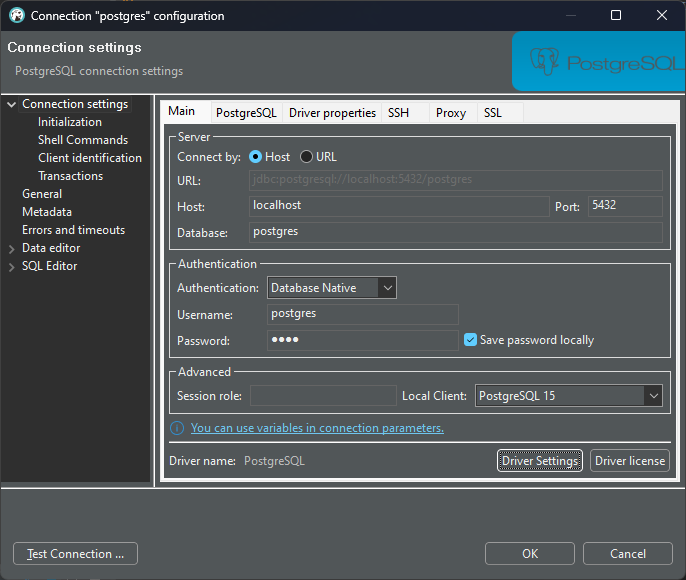 Connection "postgres" configuration
Connection settings
PostgreSQL connection settings
PostgreSQL
Connection settings
Initialization
Shell Commands
Client identification
Transactions
General
Metadata
Errors and timeouts
Data editor
SQL Editor
Main PostgreSQL Driver properties SSH Proxy SSL
Server
Connect by: Host URL
URL: jdbc:postgresql://localhost:5432/postgres
Host: localhost Port: 5432
Database: postgres
Authentication
Authentication: Database Native
Username: postgres
Password: ●●●●  Save password locally
Advanced
Session role: Local Client: PostgreSQL 15
You can use variables in connection parameters.
Driver name: PostgreSQL Driver Settings Driver license
Test Connection ... OK Cancel